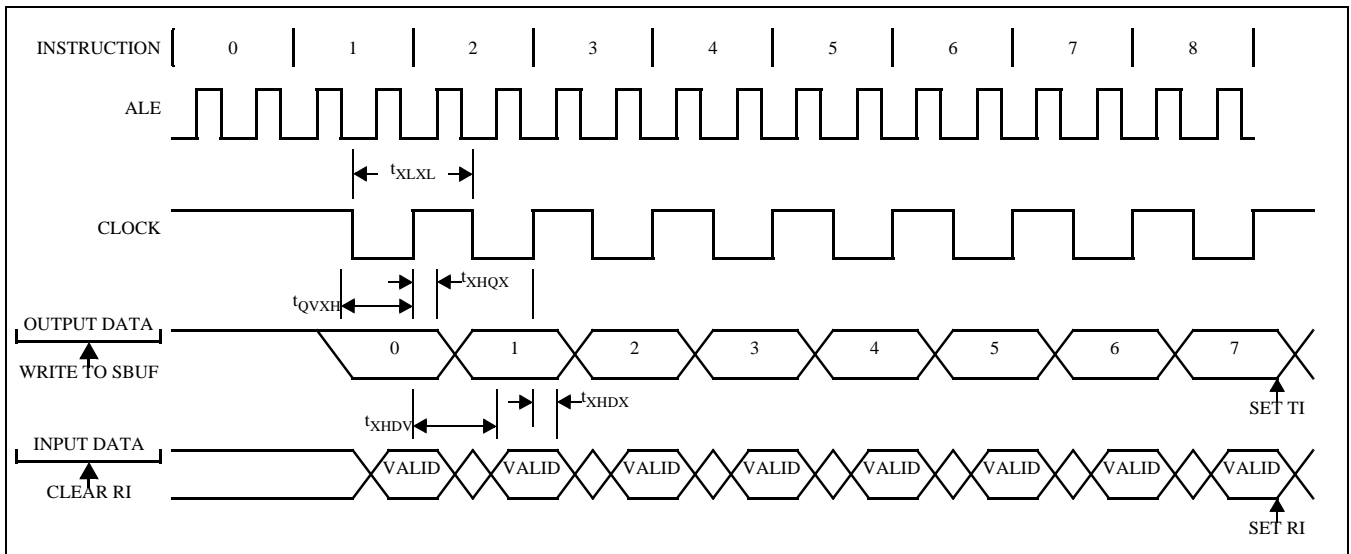 INSTRUCTION 0 1 2 3 4 5 6 7 8
ALE
tXLXL
CLOCK
tXHQX
tQVXH
OUTPUT DATA
0 1 2 3 4 5 6 7
WRITE TO SBUF
SET TI
tXHDX
tXHDV
INPUT DATA
VALID VALID VALID VALID VALID VALID VALID VALID
CLEAR RI
SET RI